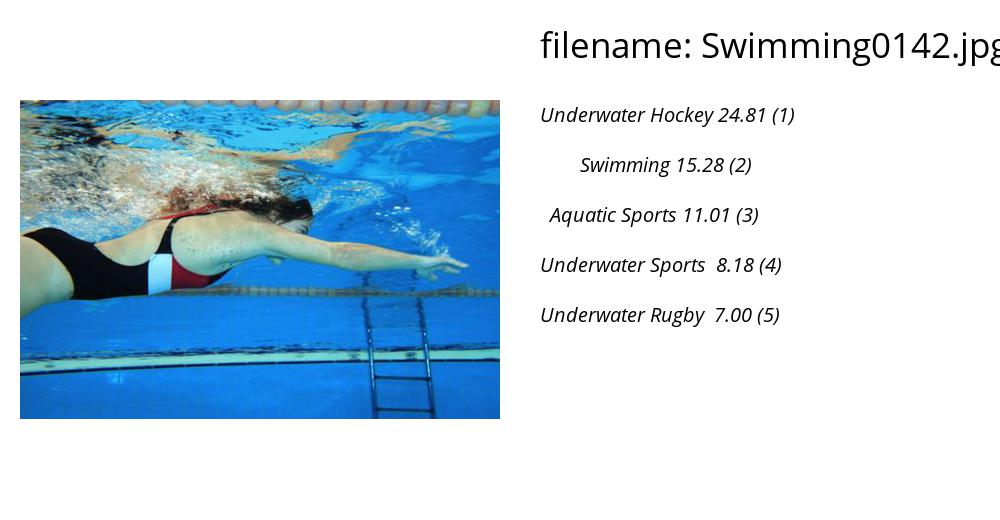 filename: Swimming0142.jpg
Underwater Hockey 24.81 (1)
Swimming 15.28 (2)
Aquatic Sports 11.01 (3)
Underwater Sports 8.18 (4)
Underwater Rugby 7.00 (5)